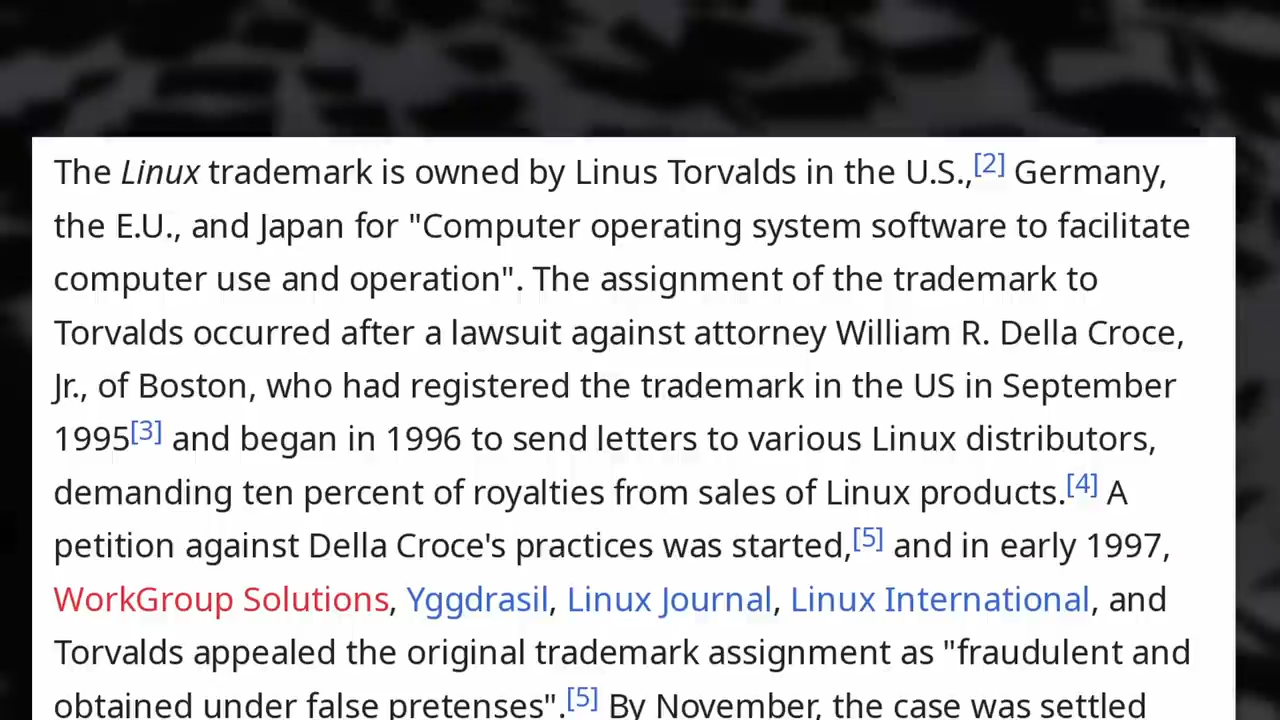 The Linux trademark is owned by Linus Torvalds in the U.S.,[2] Germany,
the E.U., and Japan for "Computer operating system software to facilitate
computer use and operation". The assignment of the trademark to
Torvalds occurred after a lawsuit against attorney William R. Della Croce,
Jr., of Boston, who had registered the trademark in the US in September
1995[3] and began in 1996 to send letters to various Linux distributors,
demanding ten percent of royalties from sales of Linux products.[4] A
petition against Della Croce's practices was started,[5] and in early 1997,
WorkGroup Solutions, Yggdrasil, Linux Journal, Linux International, and
Torvalds appealed the original trademark assignment as "fraudulent and
obtained under false pretenses".[5] By November, the case was settled